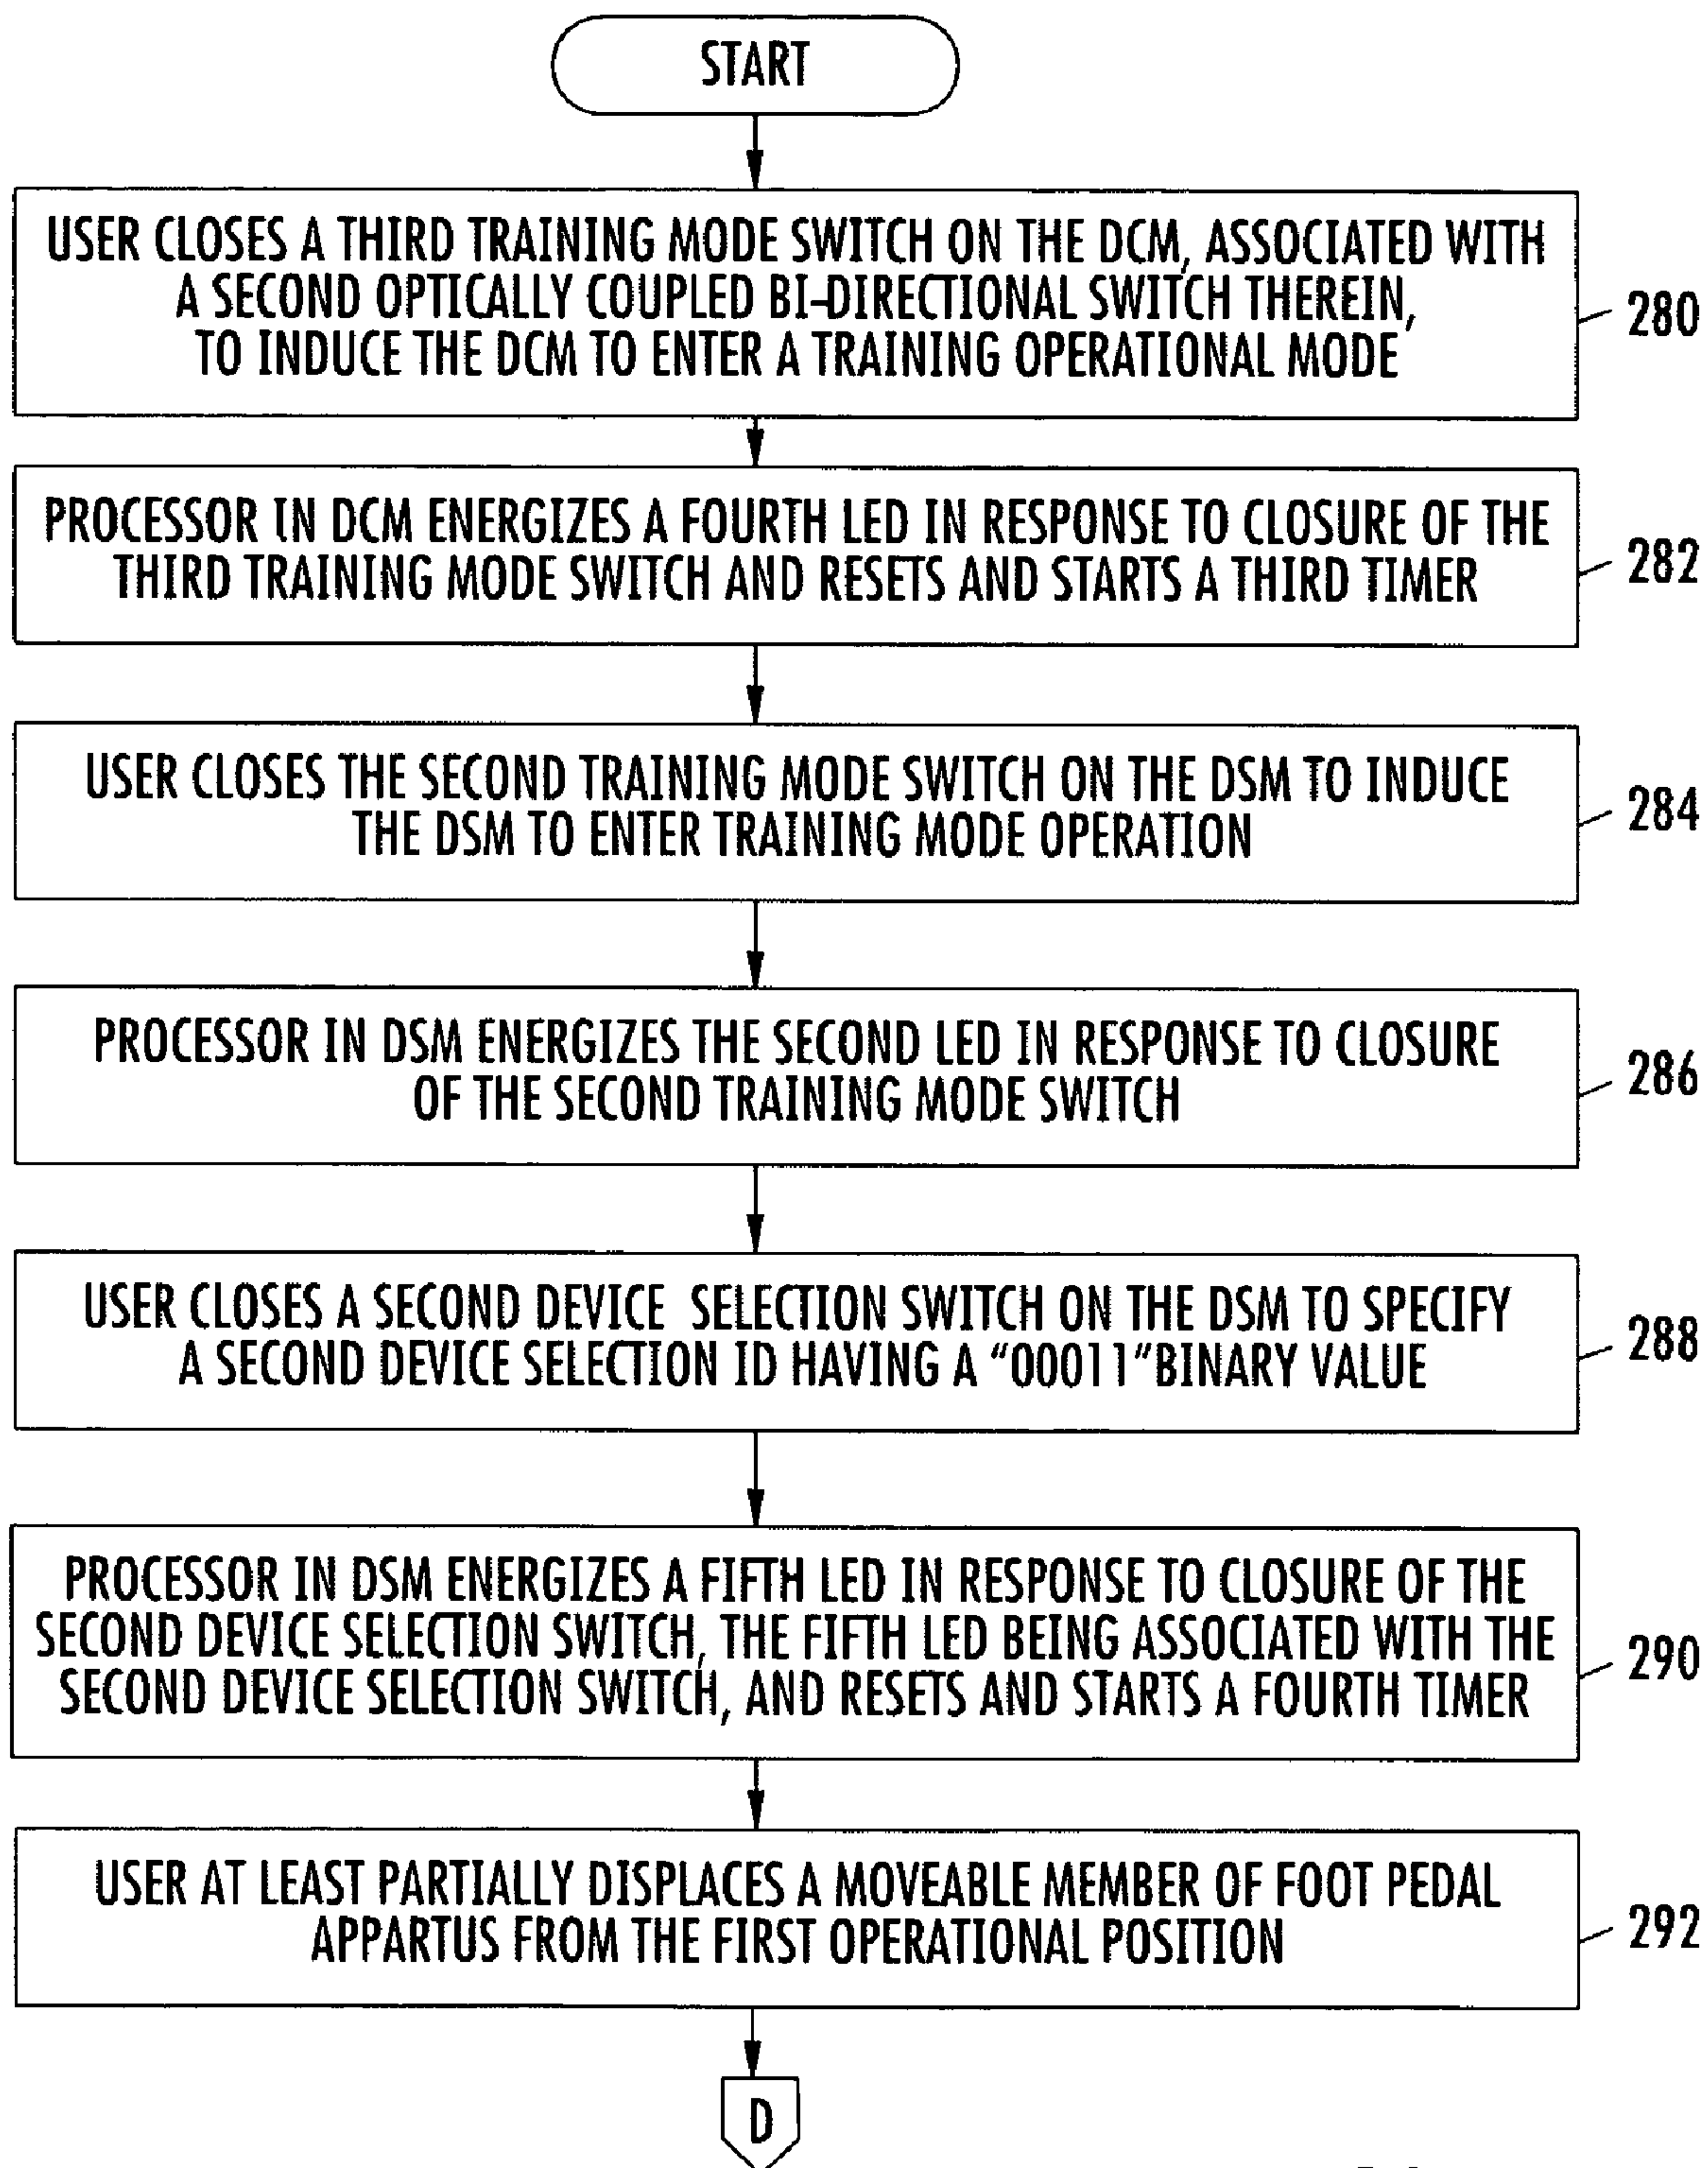 START
USER CLOSES A THIRD TRAINING MODE SWITCH ON THE DCM, ASSOCIATED WITH
A SECOND OPTICALLY COUPLED BI-DIRECTIONAL SWITCH THEREIN,
TO INDUCE THE DCM TO ENTER A TRAINING OPERATIONAL MODE
280
PROCESSOR IN DCM ENERGIZES A FOURTH LED IN RESPONSE TO CLOSURE OF THE
THIRD TRAINING MODE SWITCH AND RESETS AND STARTS A THIRD TIMER
282
USER CLOSES THE SECOND TRAINING MODE SWITCH ON THE DSM TO INDUCE
THE DSM TO ENTER TRAINING MODE OPERATION
284
PROCESSOR IN DSM ENERGIZES THE SECOND LED IN RESPONSE TO CLOSURE
OF THE SECOND TRAINING MODE SWITCH
286
USER CLOSES A SECOND DEVICE SELECTION SWITCH ON THE DSM TO SPECIFY
A SECOND DEVICE SELECTION ID HAVING A "00011" BINARY VALUE
288
PROCESSOR IN DSM ENERGIZES A FIFTH LED IN RESPONSE TO CLOSURE OF THE
SECOND DEVICE SELECTION SWITCH, THE FIFTH LED BEING ASSOCIATED WITH THE
SECOND DEVICE SELECTION SWITCH, AND RESETS AND STARTS A FOURTH TIMER
290
USER AT LEAST PARTIALLY DISPLACES A MOVEABLE MEMBER OF FOOT PEDAL
APPARTUS FROM THE FIRST OPERATIONAL POSITION
292
D